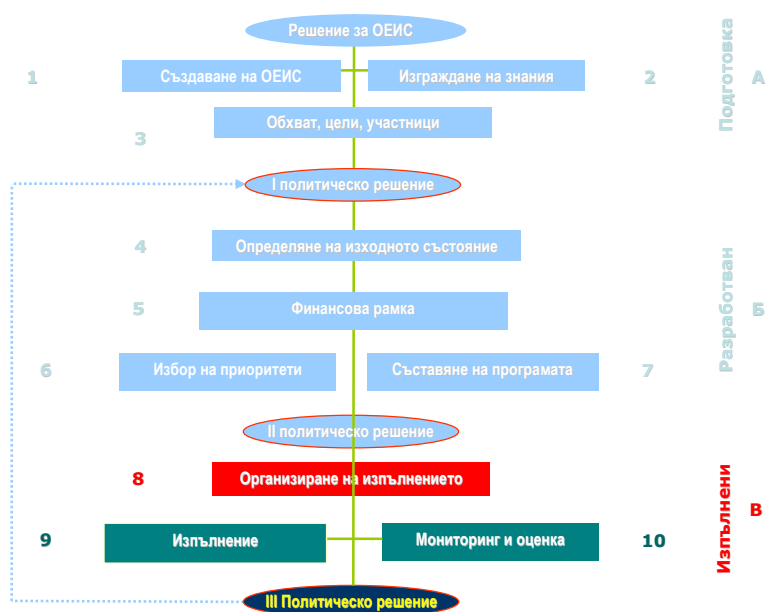 Решение за ОЕИС
1 Създаване на ОЕИС Изграждане на знания 2
Подготовка А
3 Обхват, цели, участници
I политическо решение
4 Определяне на изходното състояние
5 Финансова рамка
Разработван Б
6 Избор на приоритети Съставяне на програмата 7
II политическо решение
8 Организиране на изпълнението
Изпълнени В
9 Изпълнение Мониторинг и оценка 10
III Политическо решение